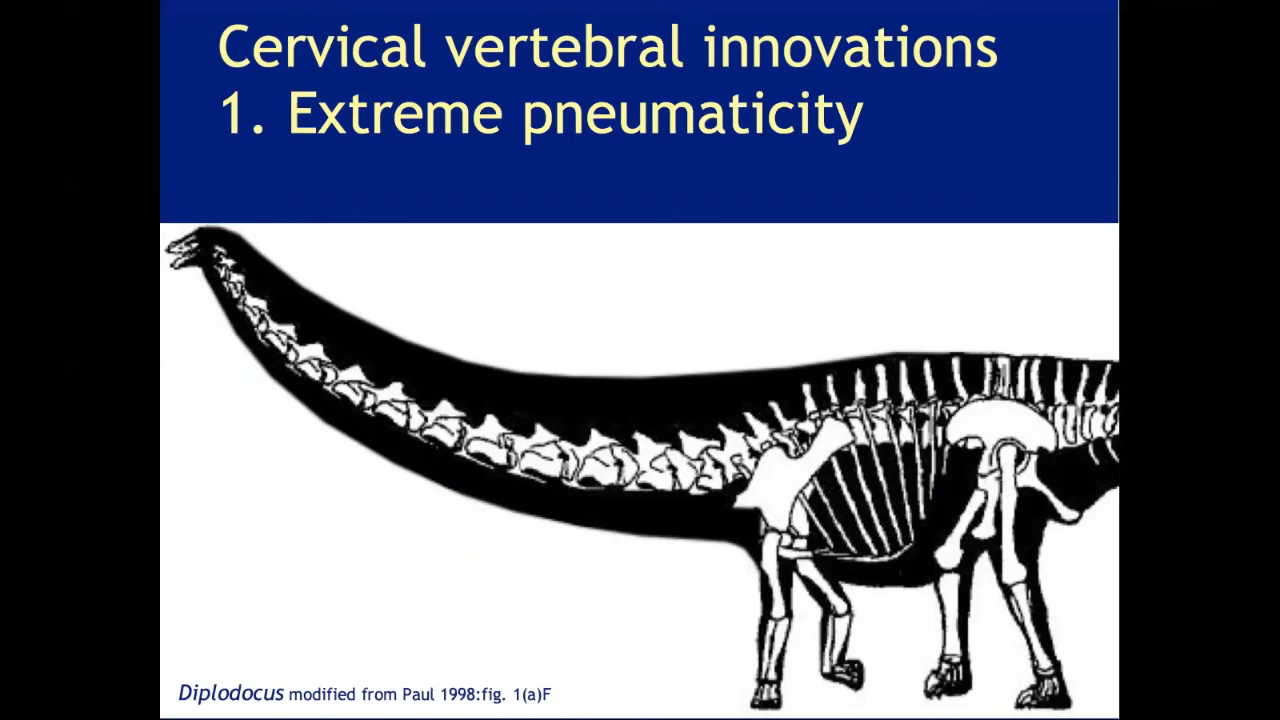 Cervical vertebral innovations
1. Extreme pneumaticity
Diplodocus modified from Paul 1998:fig. 1(a)F